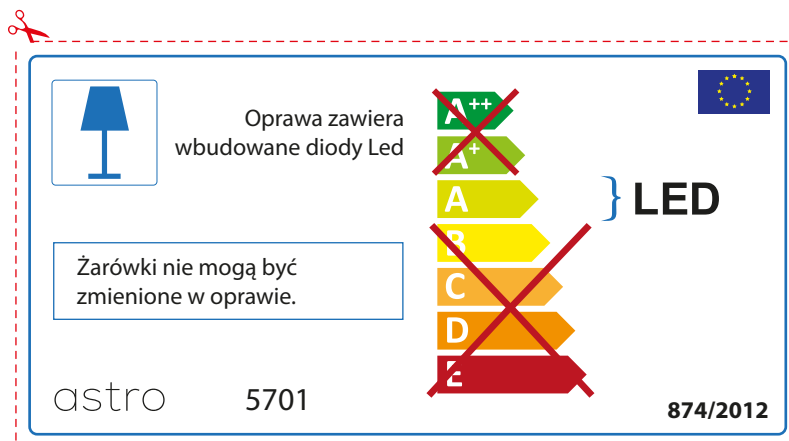 Oprawa zawiera
wbudowane diody Led
A++
A+
A
B
C
D
E
LED
Żarówki nie mogą być
zmienione w oprawie.
astro
5701
874/2012